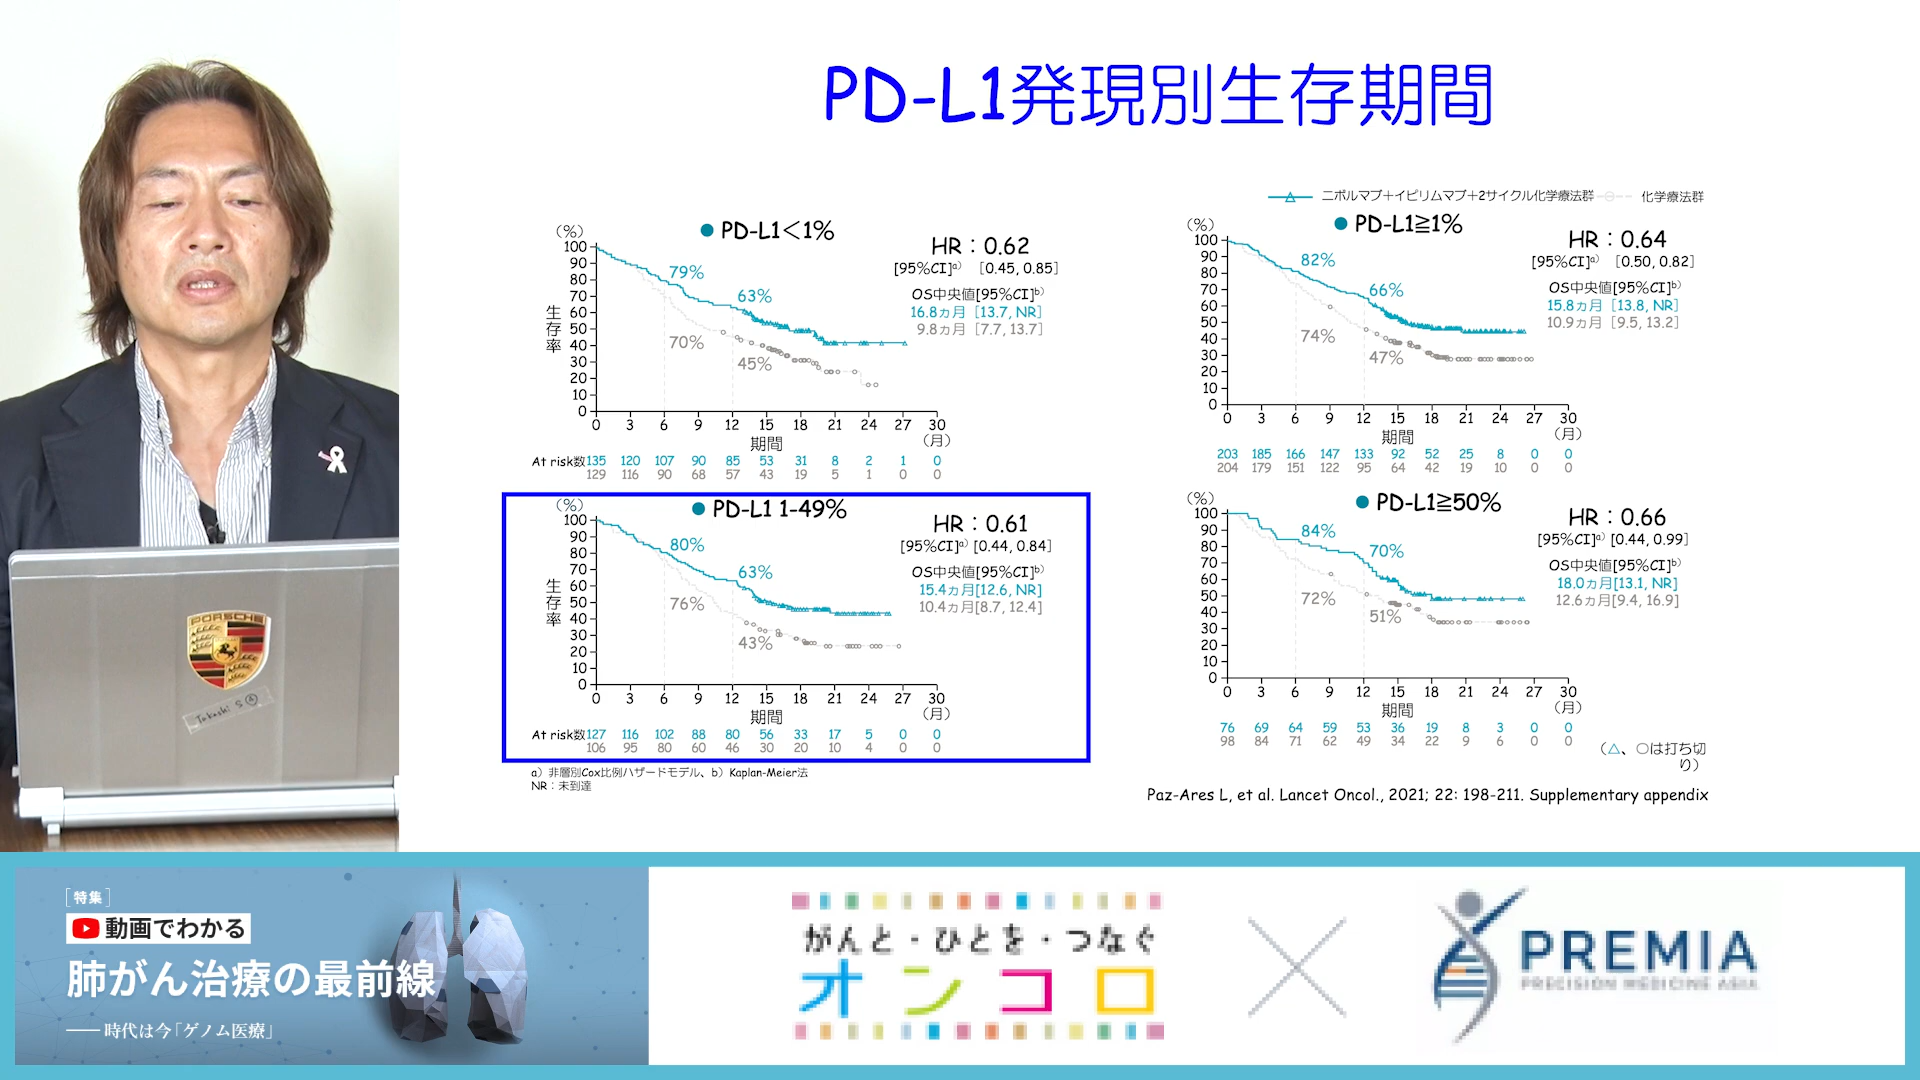 PD-L1発現別生存期間
ニボルマブ+イピリムマブ+2サイクル化学療法群
化学療法群
PD-L1<1%
(%)
100
90
80
70
60
50
40
30
20
10
0
生存率
79%
63%
70%
45%
HR:0.62
[95%CI]a) [0.45, 0.85]
OS中央値[95%CI]b)
16.8ヵ月 [13.7, NR]
9.8ヵ月 [7.7, 13.7]
0 3 6 9 12 15 18 21 24 27 30
期間
(月)
At risk数 135 120 107 90 85 53 31 8 2 1 0
129 116 90 68 57 43 19 5 1 0 0
PD-L1≧1%
(%)
100
90
80
70
60
50
40
30
20
10
0
82%
66%
74%
47%
HR:0.64
[95%CI]a) [0.50, 0.82]
OS中央値[95%CI]b)
15.8ヵ月 [13.8, NR]
10.9ヵ月 [9.5, 13.2]
0 3 6 9 12 15 18 21 24 27 30
期間
(月)
203 185 166 147 133 92 52 25 8 0 0
204 179 151 122 95 64 42 19 10 0 0
PD-L1 1-49%
(%)
100
90
80
70
60
50
40
30
20
10
0
生存率
80%
63%
76%
43%
HR:0.61
[95%CI]a) [0.44, 0.84]
OS中央値[95%CI]b)
15.4ヵ月[12.6, NR]
10.4ヵ月[8.7, 12.4]
0 3 6 9 12 15 18 21 24 27 30
期間
(月)
At risk数 127 116 102 88 80 56 33 17 5 0 0
106 95 80 60 46 30 20 10 4 0 0
PD-L1≧50%
(%)
100
90
80
70
60
50
40
30
20
10
0
84%
70%
72%
51%
HR:0.66
[95%CI]a) [0.44, 0.99]
OS中央値[95%CI]b)
18.0ヵ月[13.1, NR]
12.6ヵ月[9.4, 16.9]
0 3 6 9 12 15 18 21 24 27 30
期間
(月)
76 69 64 59 53 36 19 8 3 0 0
98 84 71 62 49 34 22 9 6 0 0
(△、○は打ち切
り)
a)非層別Cox比例ハザードモデル、b)Kaplan-Meier法
NR:未到達
Paz-Ares L, et al. Lancet Oncol., 2021; 22: 198-211. Supplementary appendix
PORSCHE
Takashi S
[特集]
動画でわかる
肺がん治療の最前線
── 時代は今「ゲノム医療」
がんと・ひとを・つなぐ
オンコロ
PREMIA
PRECISION MEDICINE ASIA